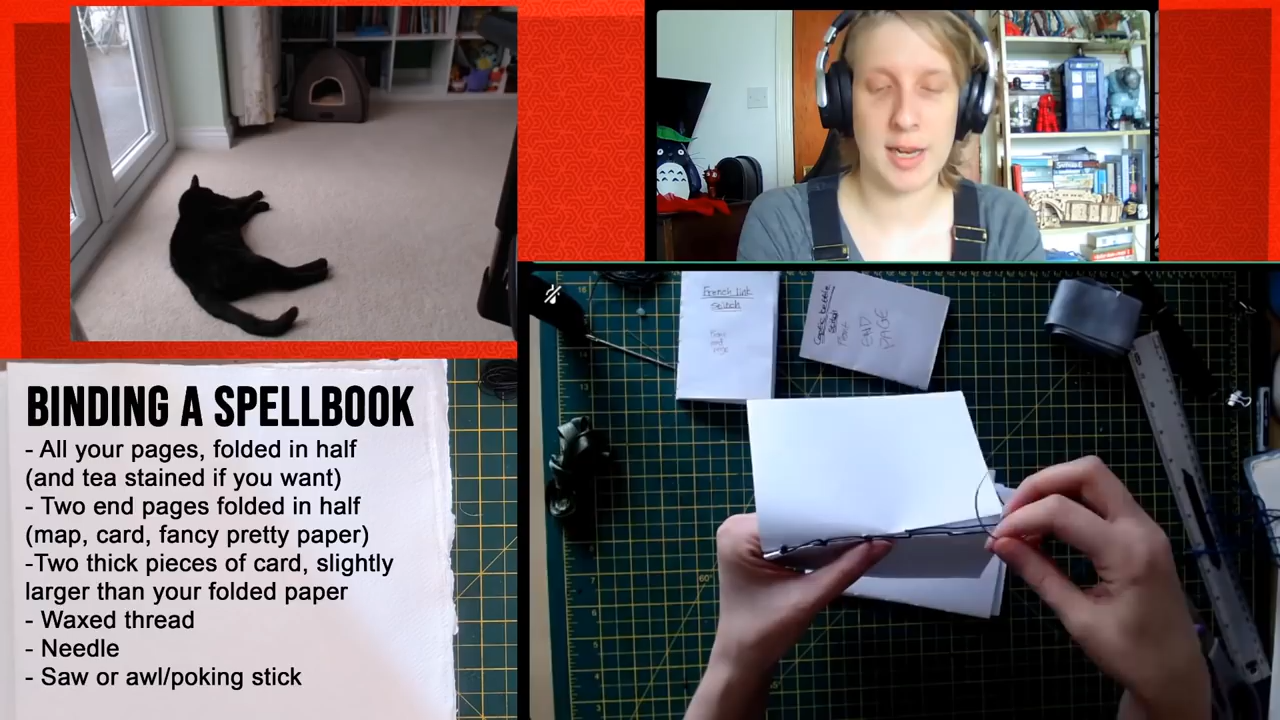 BINDING A SPELLBOOK
- All your pages, folded in half
(and tea stained if you want)
- Two end pages folded in half
(map, card, fancy pretty paper)
-Two thick pieces of card, slightly
larger than your folded paper
- Waxed thread
- Needle
- Saw or awl/poking stick
French link
stitch
END
PAGE
60°